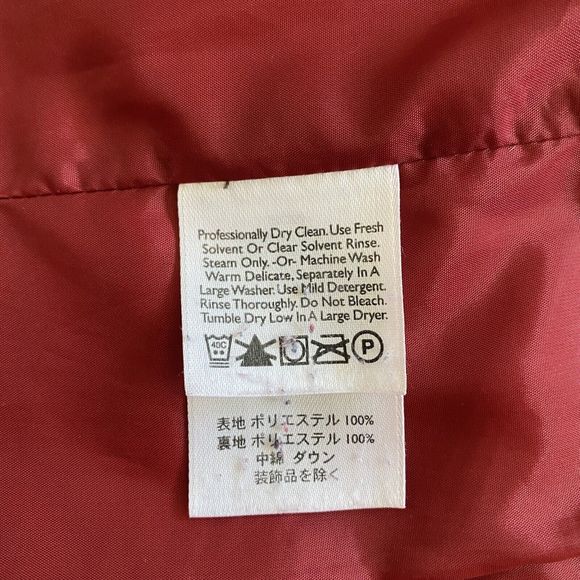 Professionally Dry Clean. Use Fresh
Solvent Or Clear Solvent Rinse.
Steam Only. -Or- Machine Wash
Warm Delicate, Separately In A
Large Washer. Use Mild Detergent.
Rinse Thoroughly. Do Not Bleach.
Tumble Dry Low In A Large Dryer.
40C P
表地 ポリエステル 100%
裏地 ポリエステル 100%
中綿 ダウン
装飾品を除く